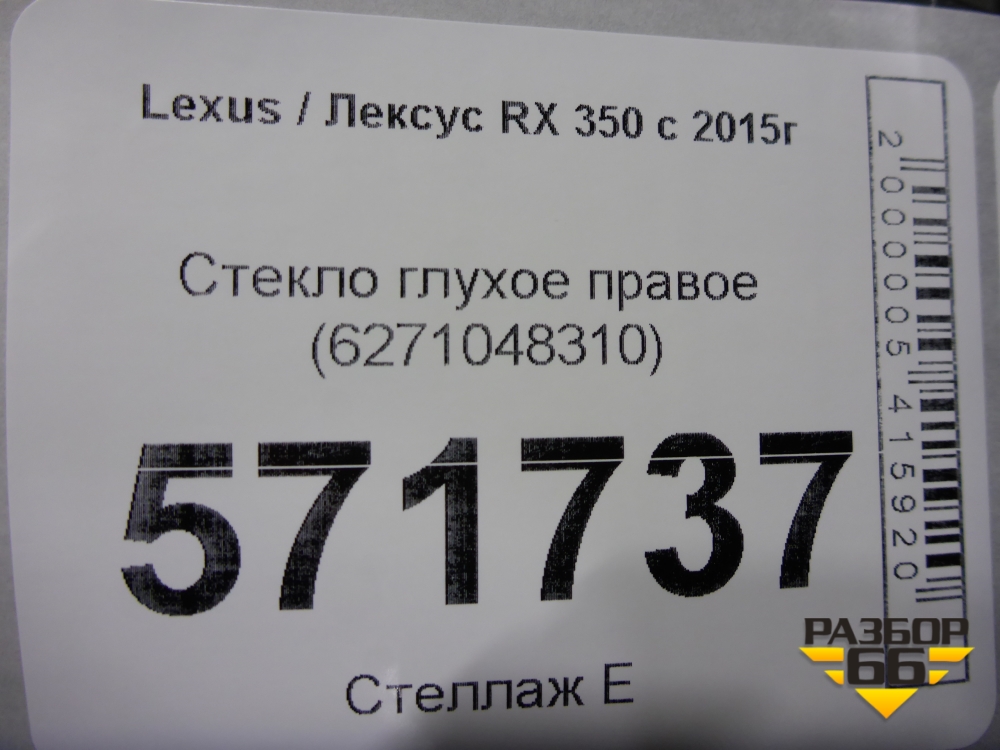 Lexus / Лексус RX 350 с 2015г
Стекло глухое правое
(6271048310)
571737
Стеллаж Е
2000005415920
РАЗБОР
66